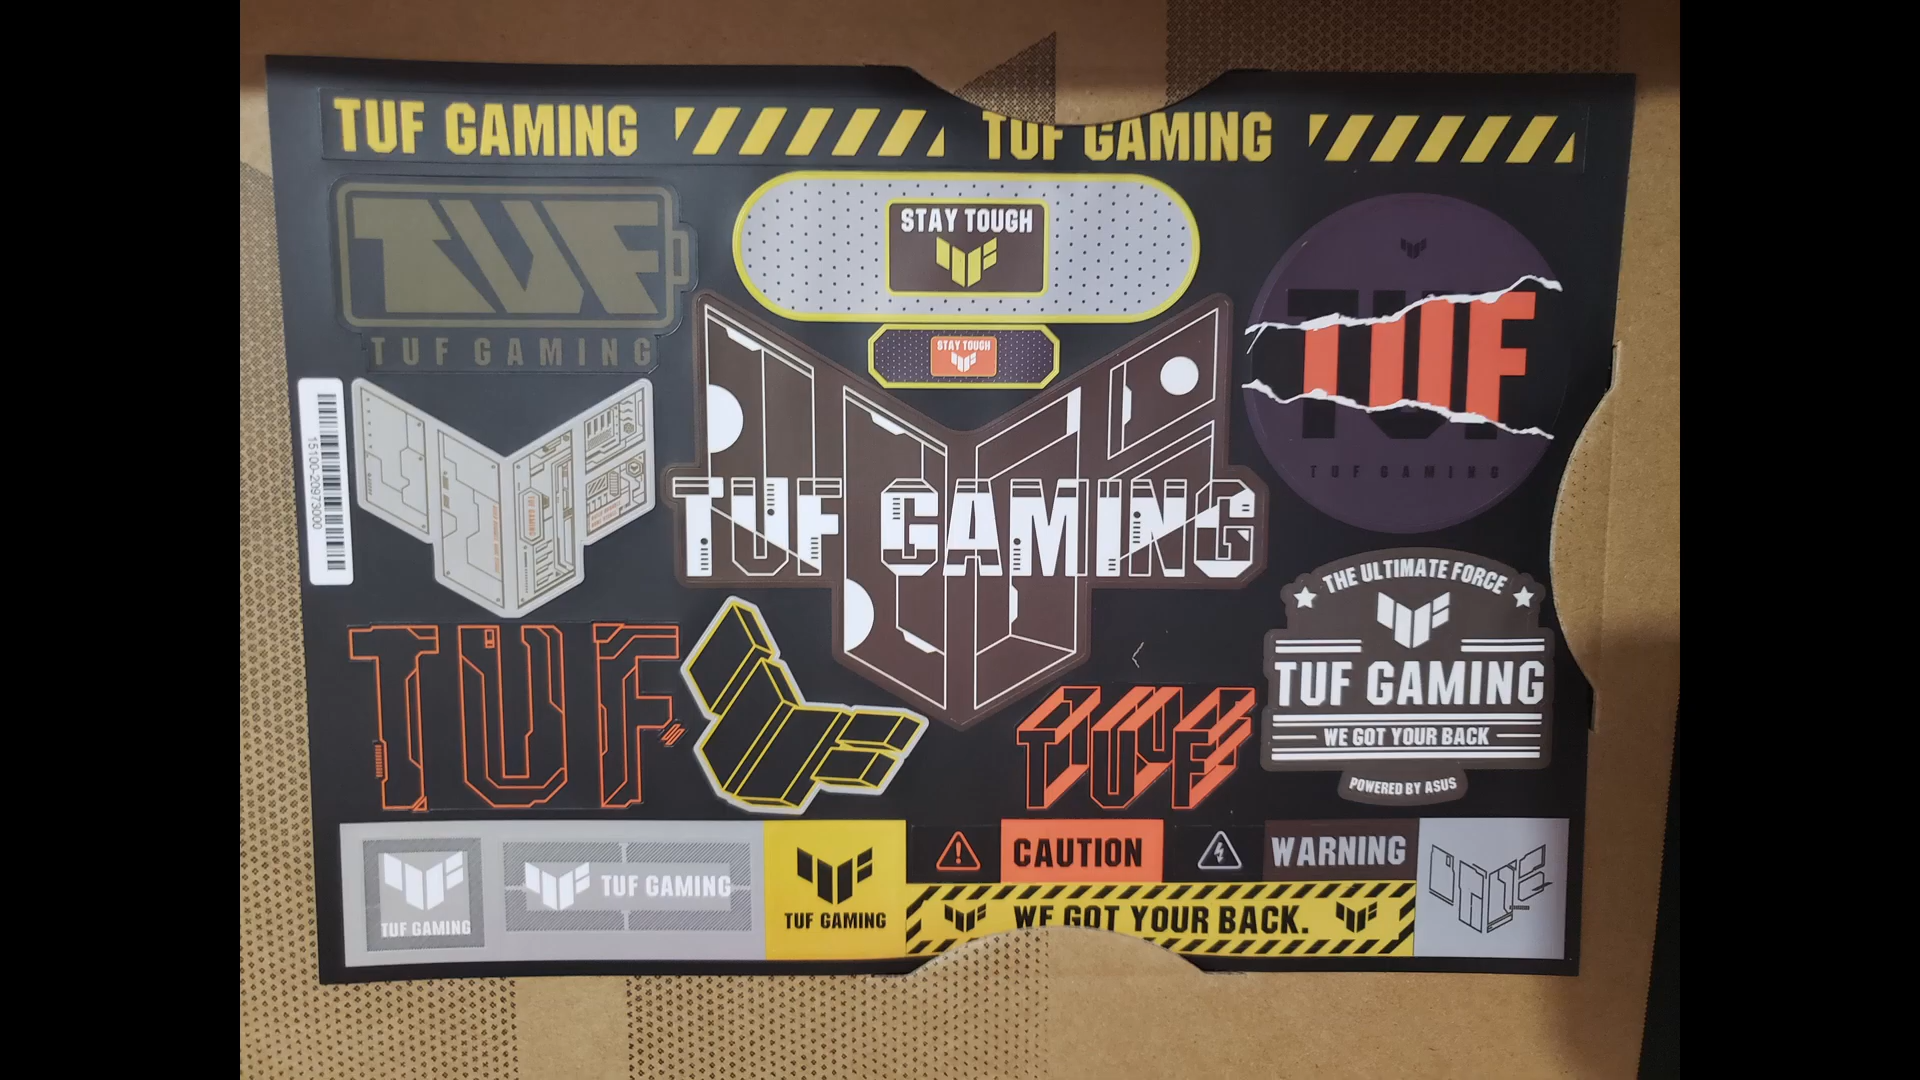 TUF GAMING TUF GAMING
TUF
TUF GAMING
STAY TOUGH
STAY TOUGH
TUF
TUF GAMING
15100-20973000
TUF GAMING
THE ULTIMATE FORCE
TUF GAMING
WE GOT YOUR BACK
POWERED BY ASUS
TUF
TUF
TUF GAMING
TUF GAMING
TUF GAMING
CAUTION
WARNING
WE GOT YOUR BACK.